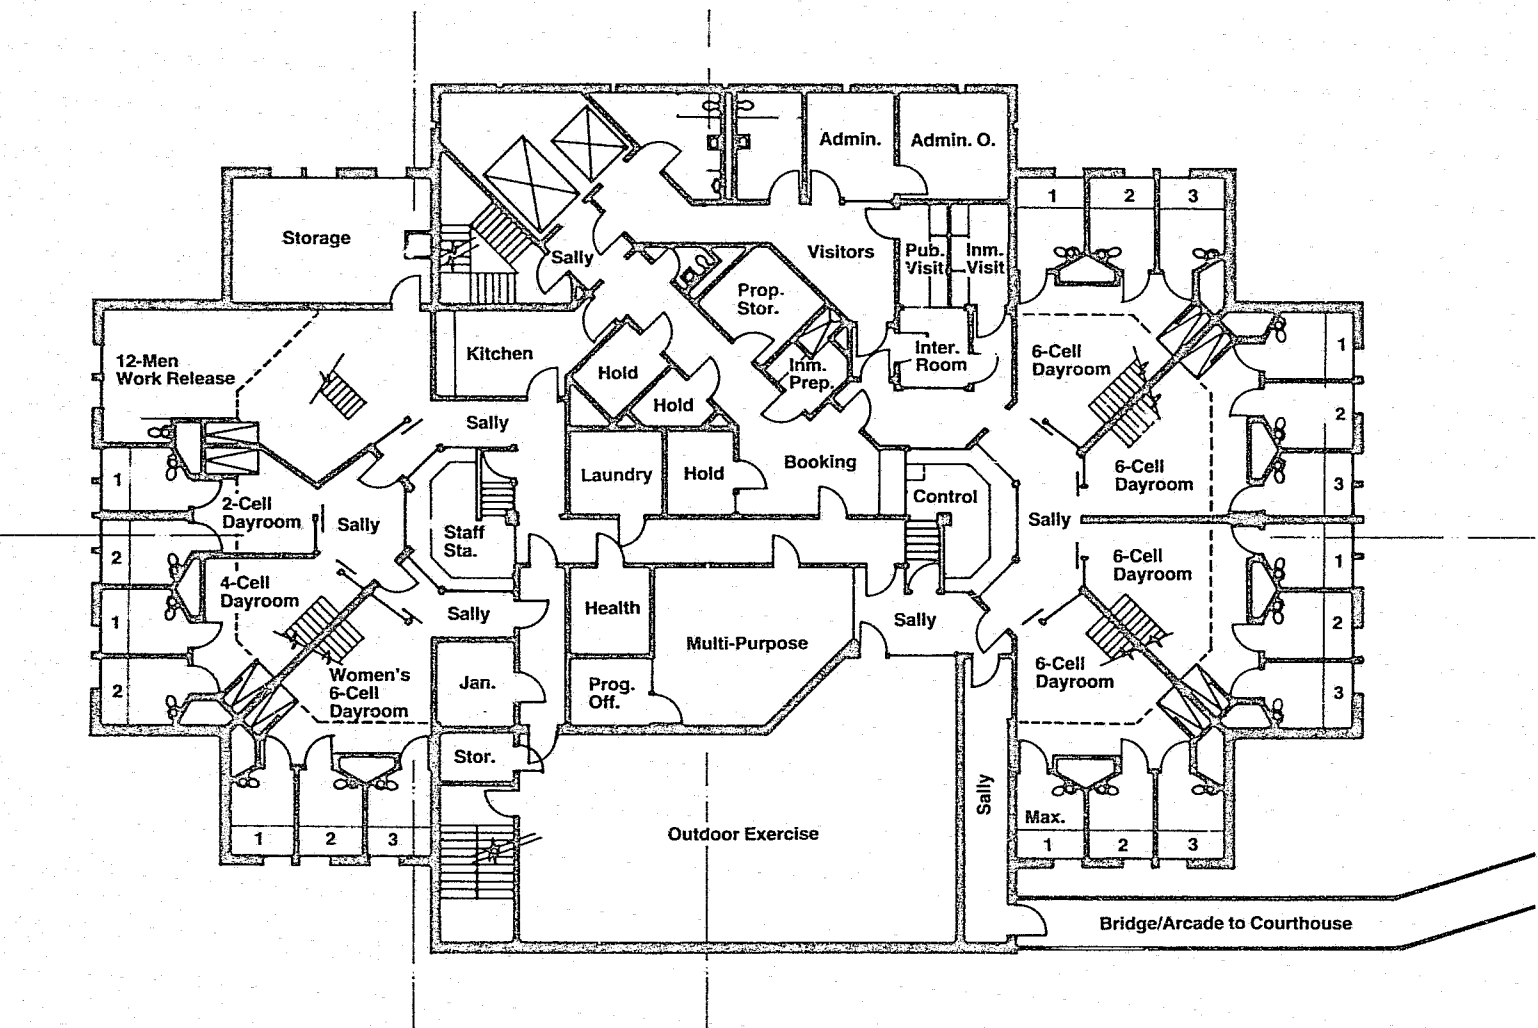 Admin.
Admin. O.
1
2
3
Storage
Sally
Visitors
Pub.
Visit
Inm.
Visit
Prop.
Stor.
12-Men
Work Release
Kitchen
Hold
Inm.
Prep.
Inter.
Room
6-Cell
Dayroom
1
Hold
Sally
2
Laundry
Hold
Booking
6-Cell
Dayroom
3
1
2-Cell
Dayroom
Sally
Staff
Sta.
Control
Sally
2
4-Cell
Dayroom
6-Cell
Dayroom
1
1
Sally
Health
Multi-Purpose
Sally
2
2
Women's
6-Cell
Dayroom
Jan.
Prog.
Off.
6-Cell
Dayroom
3
Stor.
Sally
1
2
3
Outdoor Exercise
Max.
1
2
3
Bridge/Arcade to Courthouse